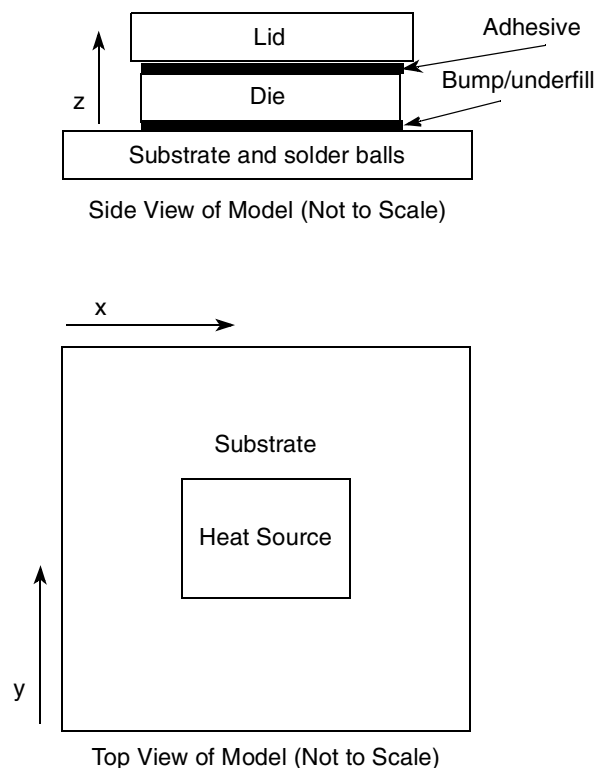 Lid
Adhesive
Die
Bump/underfill
z
Substrate and solder balls
Side View of Model (Not to Scale)
x
Substrate
Heat Source
y
Top View of Model (Not to Scale)